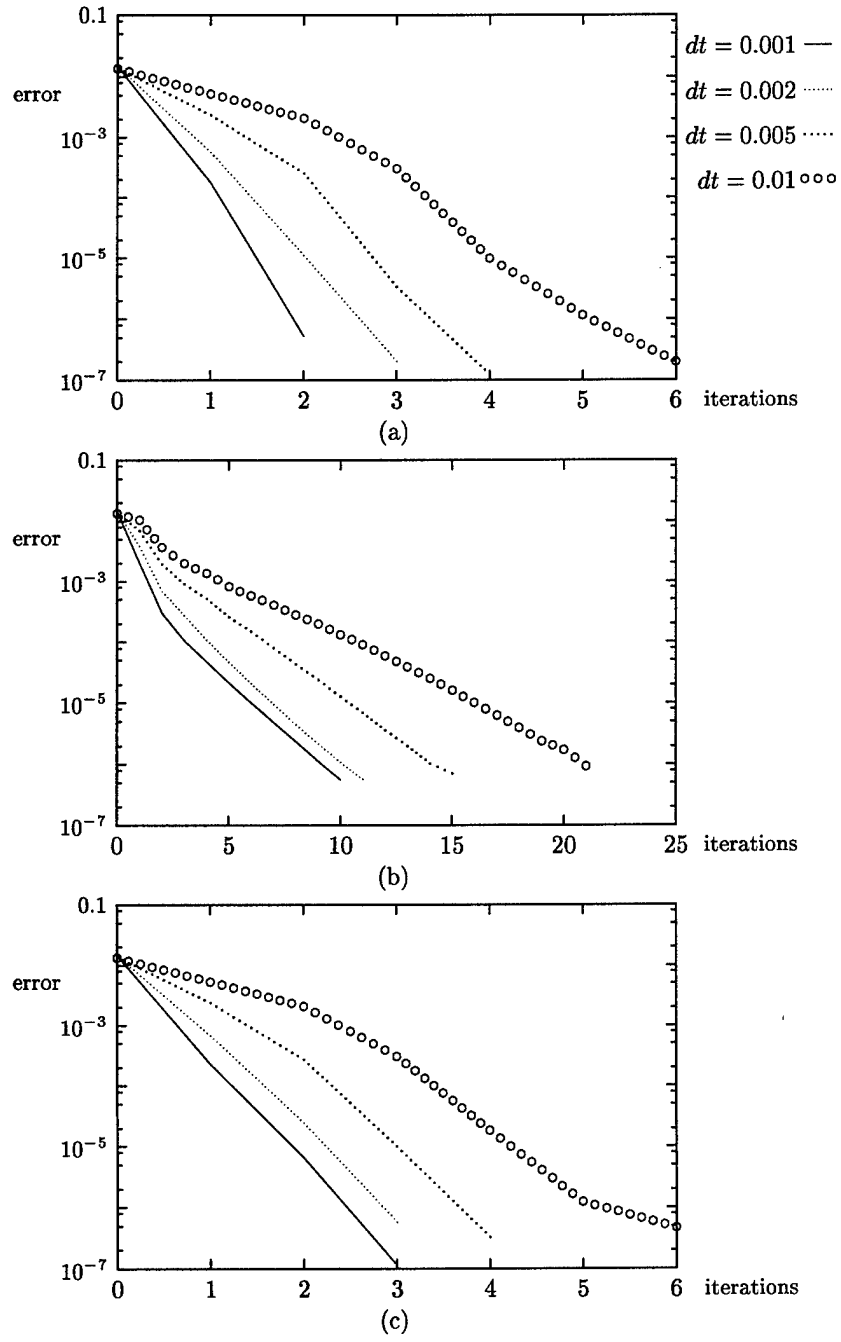 0.1
dt = 0.001
error
dt = 0.002
10−3
dt = 0.005
dt = 0.01
10−5
10−7
0 1 2 3 4 5 6 iterations
(a)
0.1
error
10−3
10−5
10−7
0 5 10 15 20 25 iterations
(b)
0.1
error
10−3
10−5
10−7
0 1 2 3 4 5 6 iterations
(c)